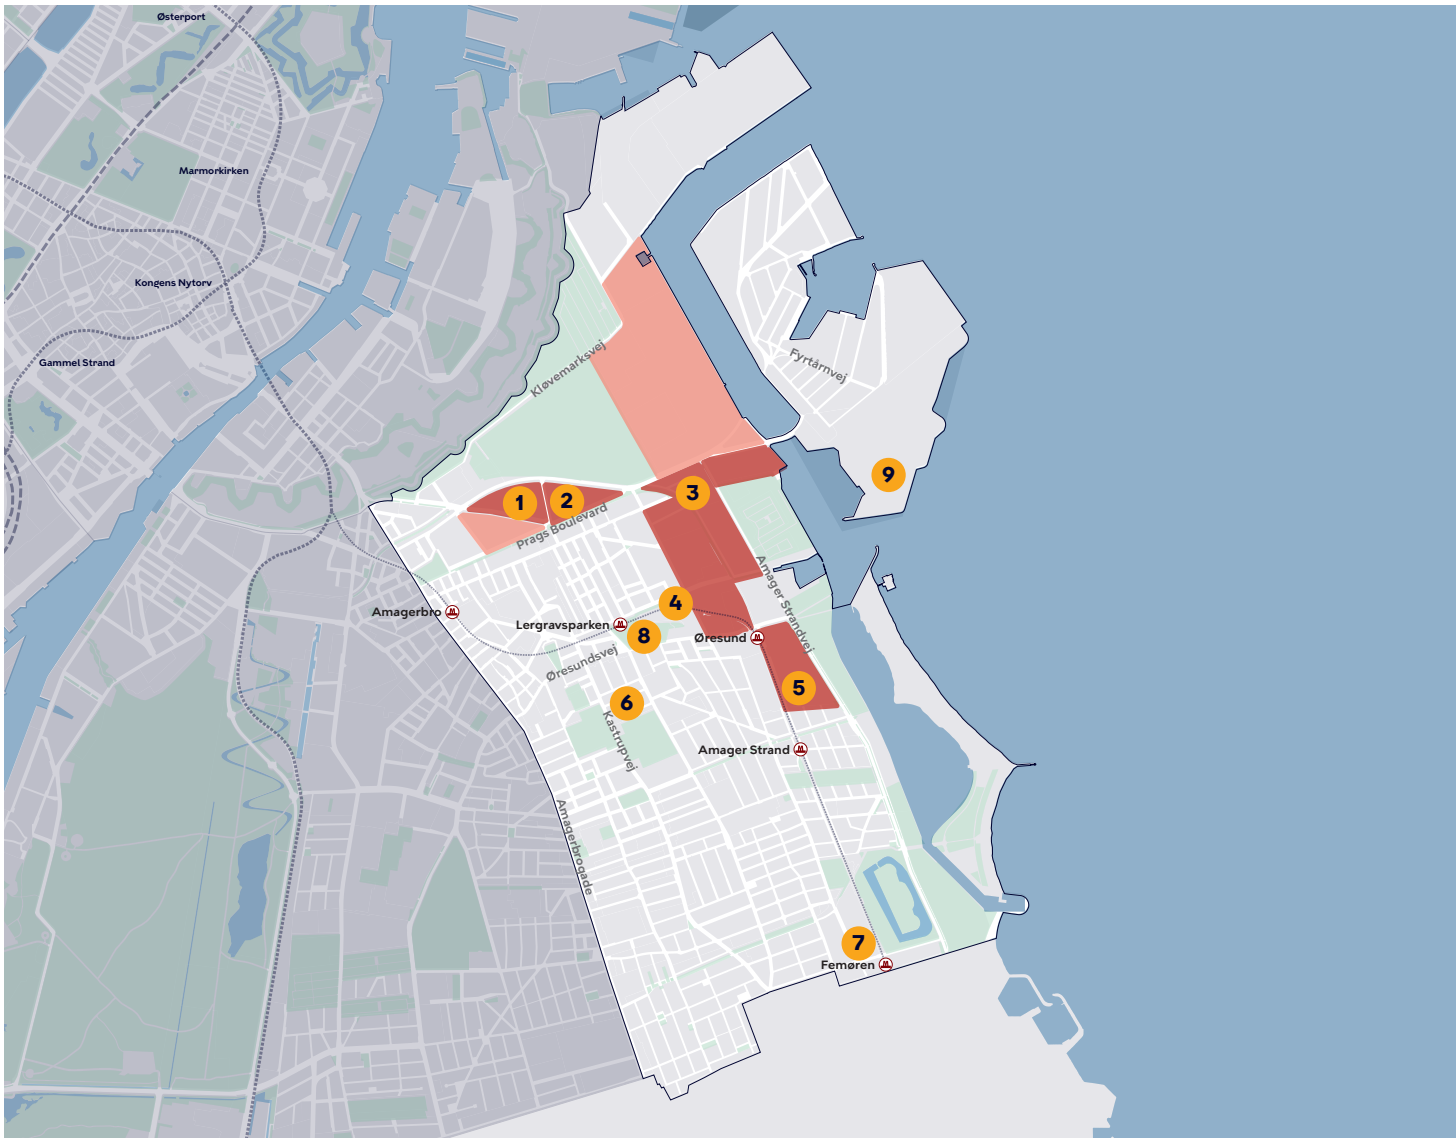 Østerport
Marmorkirken
Kongens Nytorv
Gammel Strand
Kløvemarksvej
Fyrtårnvej
9
1
2
3
Prags Boulevard
Amager Strandvej
Amagerbro
Lergravsparken
4
8
Øresund
Øresundsvej
5
6
Kastrupvej
Amager Strand
Amagerbrogade
7
Femøren